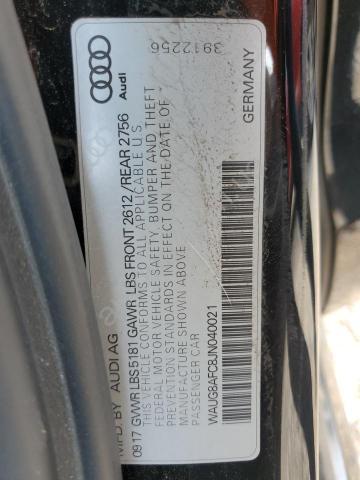 MFD. BY AUDI AG
0917 GVWR LBS 5181 GAWR LBS FRONT 2612 /REAR 2756
THIS VEHICLE CONFORMS TO ALL APPLICABLE U.S.
FEDERAL MOTOR VEHICLE SAFETY, BUMPER AND THEFT
PREVENTION STANDARDS IN EFFECT ON THE DATE OF
MANUFACTURE SHOWN ABOVE
PASSENGER CAR
WAUG8AFC8JN040021
GERMANY
Audi
3912256